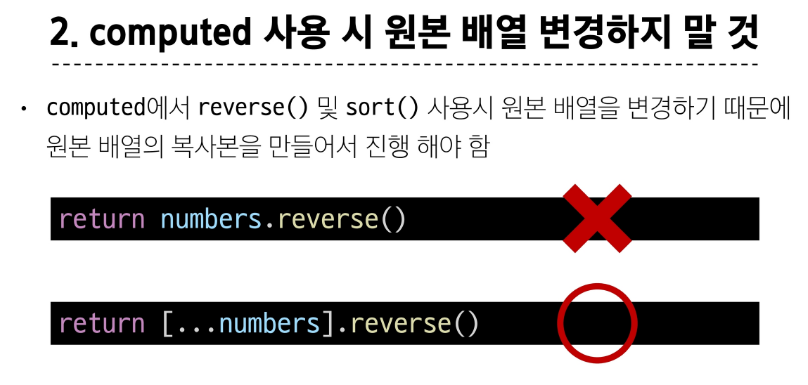 2. computed 사용 시 원본 배열 변경하지 말 것
• computed에서 reverse() 및 sort() 사용시 원본 배열을 변경하기 때문에
원본 배열의 복사본을 만들어서 진행 해야 함
return numbers.reverse()
return [...numbers].reverse()